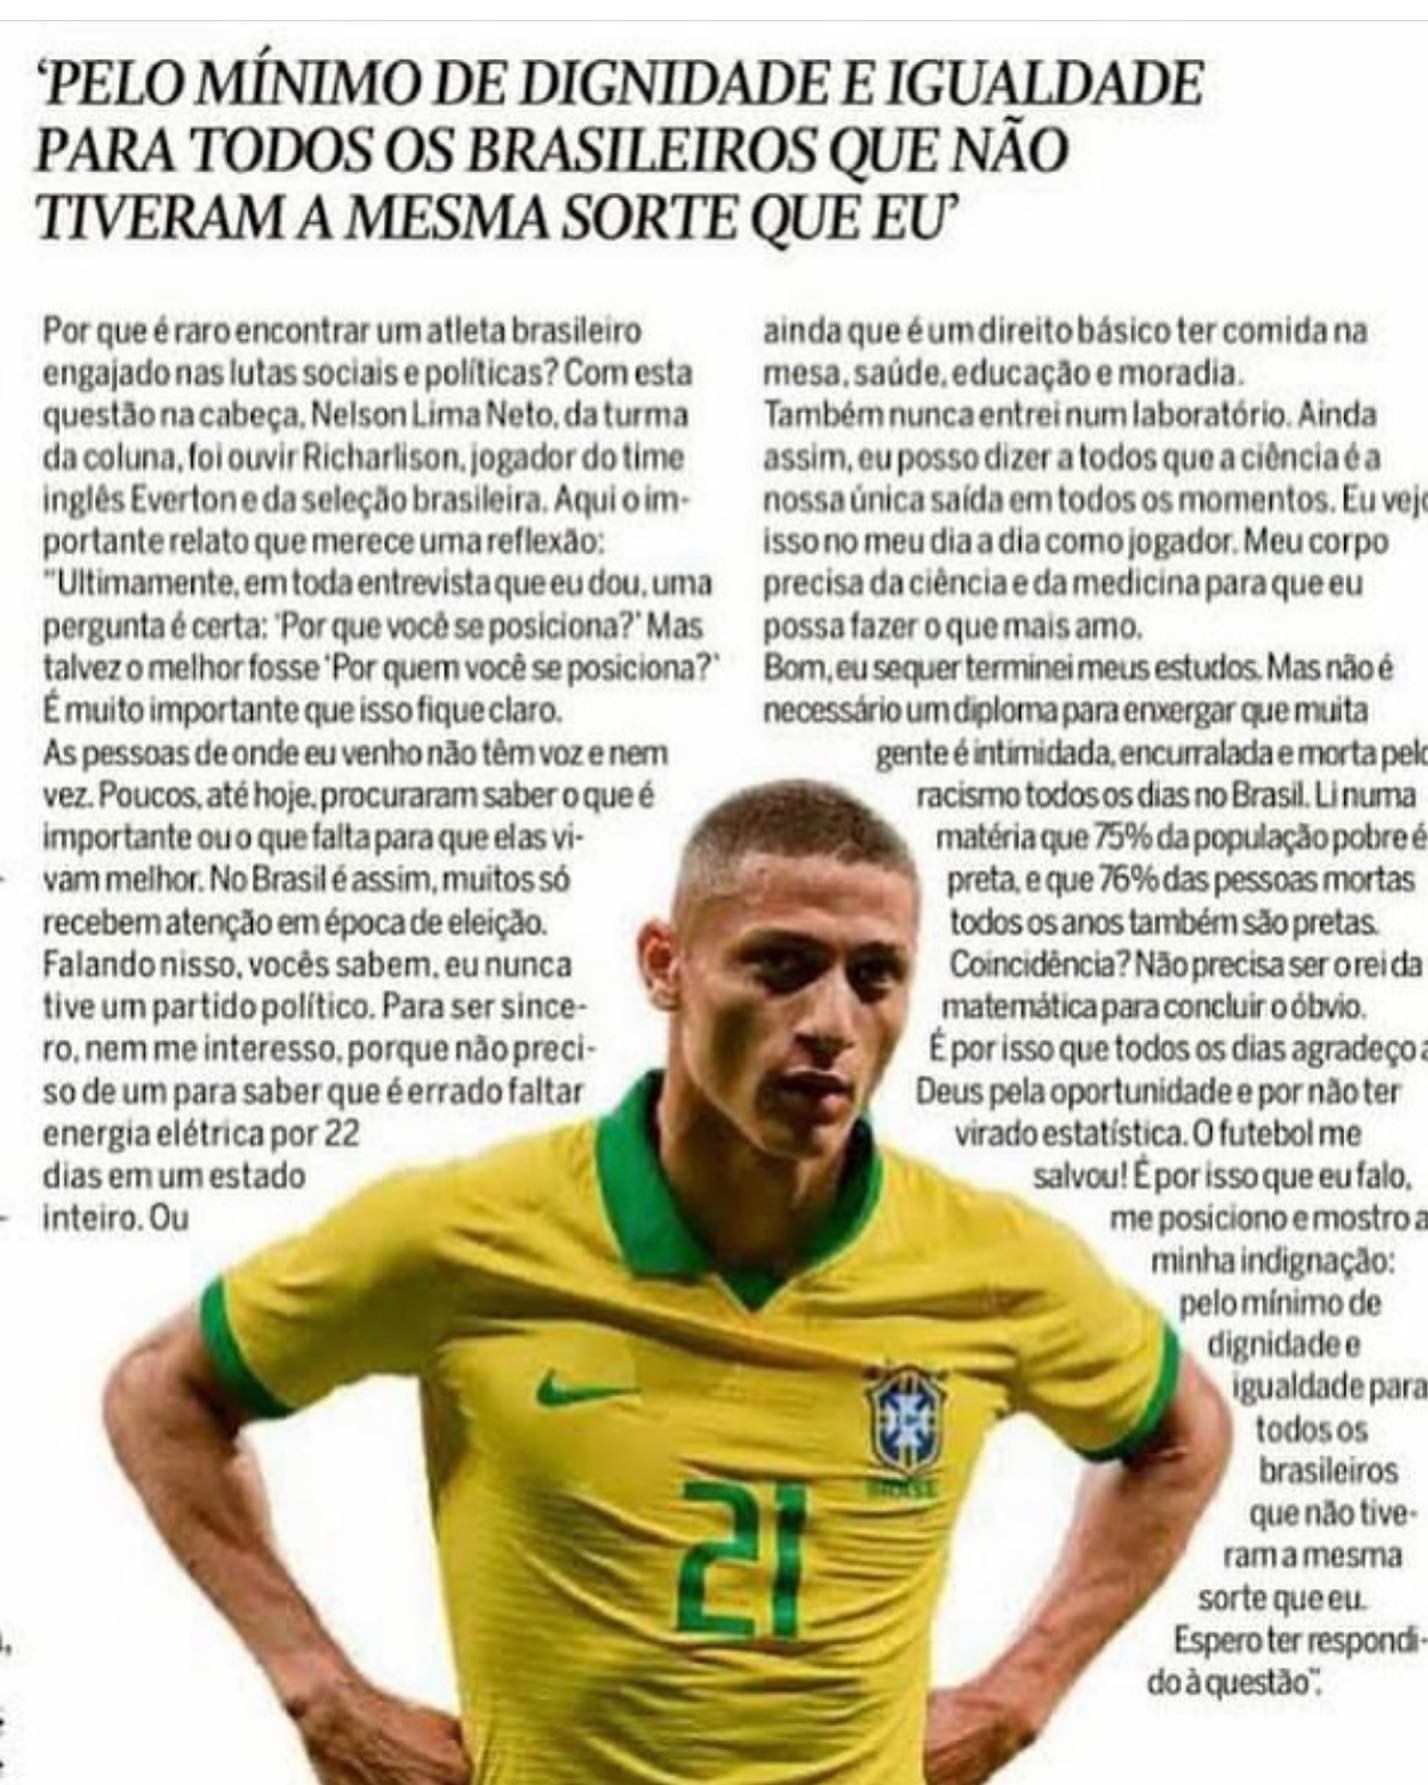 ‘PELO MÍNIMO DE DIGNIDADE E IGUALDADE
PARA TODOS OS BRASILEIROS QUE NÃO
TIVERAM A MESMA SORTE QUE EU’
Por que é raro encontrar um atleta brasileiro
engajado nas lutas sociais e políticas? Com esta
questão na cabeça, Nelson Lima Neto, da turma
da coluna, foi ouvir Richarlison, jogador do time
inglês Everton e da seleção brasileira. Aqui o im-
portante relato que merece uma reflexão:
"Ultimamente, em toda entrevista que eu dou, uma
pergunta é certa: 'Por que você se posiciona?' Mas
talvez o melhor fosse 'Por quem você se posiciona?'
É muito importante que isso fique claro.
As pessoas de onde eu venho não têm voz e nem
vez. Poucos, até hoje, procuraram saber o que é
importante ou o que falta para que elas vi-
vam melhor. No Brasil é assim, muitos só
recebem atenção em época de eleição.
Falando nisso, vocês sabem, eu nunca
tive um partido político. Para ser since-
ro, nem me interesso, porque não preci-
so de um para saber que é errado faltar
energia elétrica por 22
dias em um estado
inteiro. Ou
ainda que é um direito básico ter comida na
mesa, saúde, educação e moradia.
Também nunca entrei num laboratório. Ainda
assim, eu posso dizer a todos que a ciência é a
nossa única saída em todos os momentos. Eu vejo
isso no meu dia a dia como jogador. Meu corpo
precisa da ciência e da medicina para que eu
possa fazer o que mais amo.
Bom, eu sequer terminei meus estudos. Mas não é
necessário um diploma para enxergar que muita
gente é intimidada, encurralada e morta pelo
racismo todos os dias no Brasil. Li numa
matéria que 75% da população pobre é
preta, e que 76% das pessoas mortas
todos os anos também são pretas.
Coincidência? Não precisa ser o rei da
matemática para concluir o óbvio.
É por isso que todos os dias agradeço a
Deus pela oportunidade e por não ter
virado estatística. O futebol me
salvou! É por isso que eu falo,
me posiciono e mostro a
minha indignação:
pelo mínimo de
dignidade e
igualdade para
todos os
brasileiros
que não tive-
ram a mesma
sorte que eu.
Espero ter respondi-
do à questão".
BRASIL
21